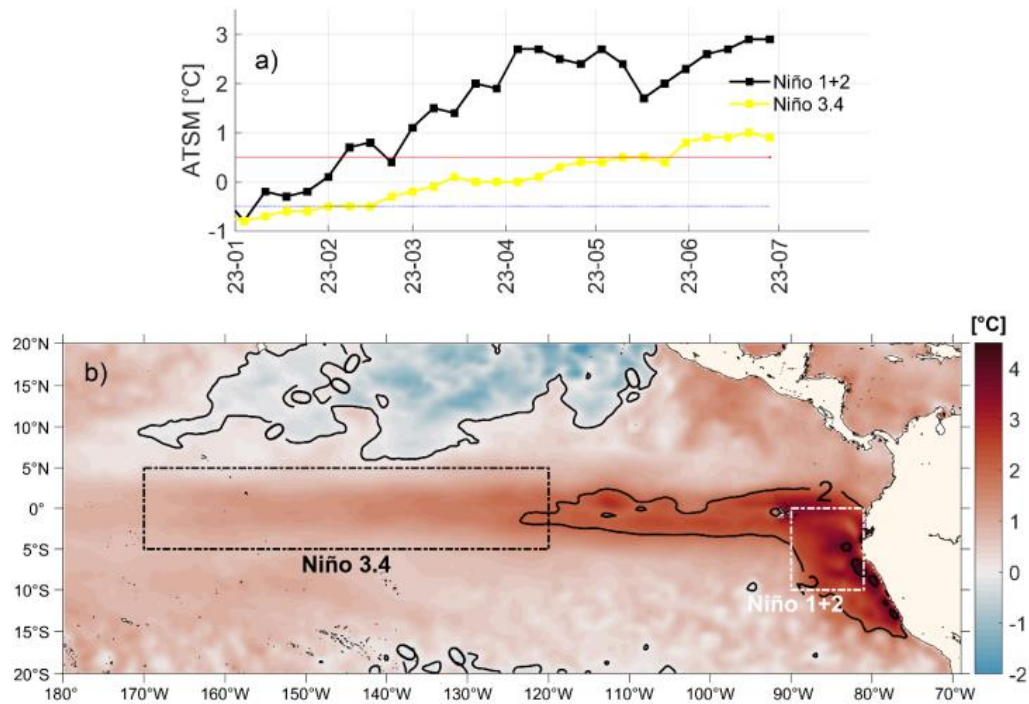 a)
ATSM [°C]
3
2
1
0
-1
Niño 1+2
Niño 3.4
23-01
23-02
23-03
23-04
23-05
23-06
23-07
b)
[°C]
20°N
15°N
10°N
5°N
0°
5°S
10°S
15°S
20°S
2
2
Niño 3.4
Niño 1+2
4
3
2
1
0
-1
-2
180°
170°W
160°W
150°W
140°W
130°W
120°W
110°W
100°W
90°W
80°W
70°W